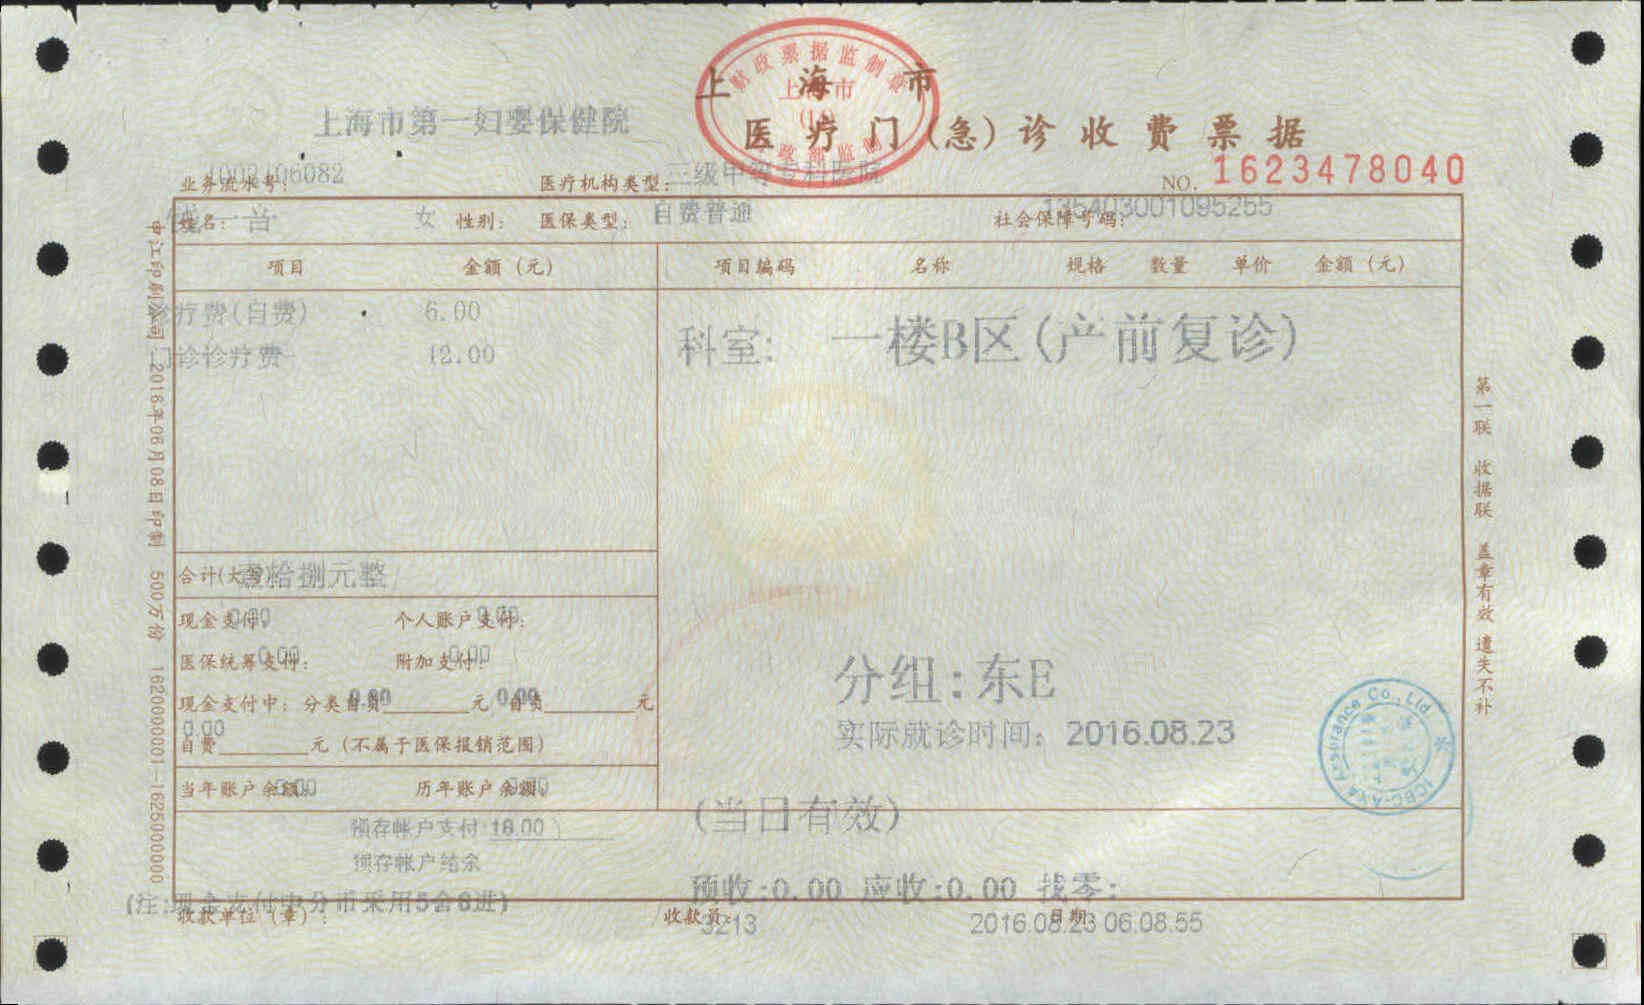 上海市
医疗门(急)诊收费票据
上海市第一妇婴保健院
业务流水号:
医疗机构类型: 三级甲等专科医院
NO. 1623478040
姓名:
女 性别:
医保类型: 自费普通
社会保障号码: 135403001095255
项目 金额(元) 项目编码 名称 规格 数量 单价 金额(元)
诊疗费(自费) 6.00
门诊诊疗费 12.00
科室: 一楼B区(产前复诊)
合计(大写) 壹拾捌元整
现金支付: 0.00 个人账户支付: 0.00
医保统筹支付: 0.00 附加支付: 0.00
现金支付中: 分类自负 0.00 元 自负 0.00 元
自费 0.00 元(不属于医保报销范围)
当年账户余额: 0.00 历年账户余额: 0.00
分组:东E
实际就诊时间: 2016.08.23
(当日有效)
预存帐户支付 18.00
预存帐户结余
预收:0.00 应收:0.00 找零:
(注:现金支付中分币采用5舍6进)
收款单位(章):
收款员: 3213
日期: 2016.08.23 06.08.55
第一联 收据联 盖章有效 遗失不补
申江印刷公司 2016年06月08日印制 500万份 1620000001-1625000000
财政票据监制章
ICBC-AXA Assurance Co., Ltd.